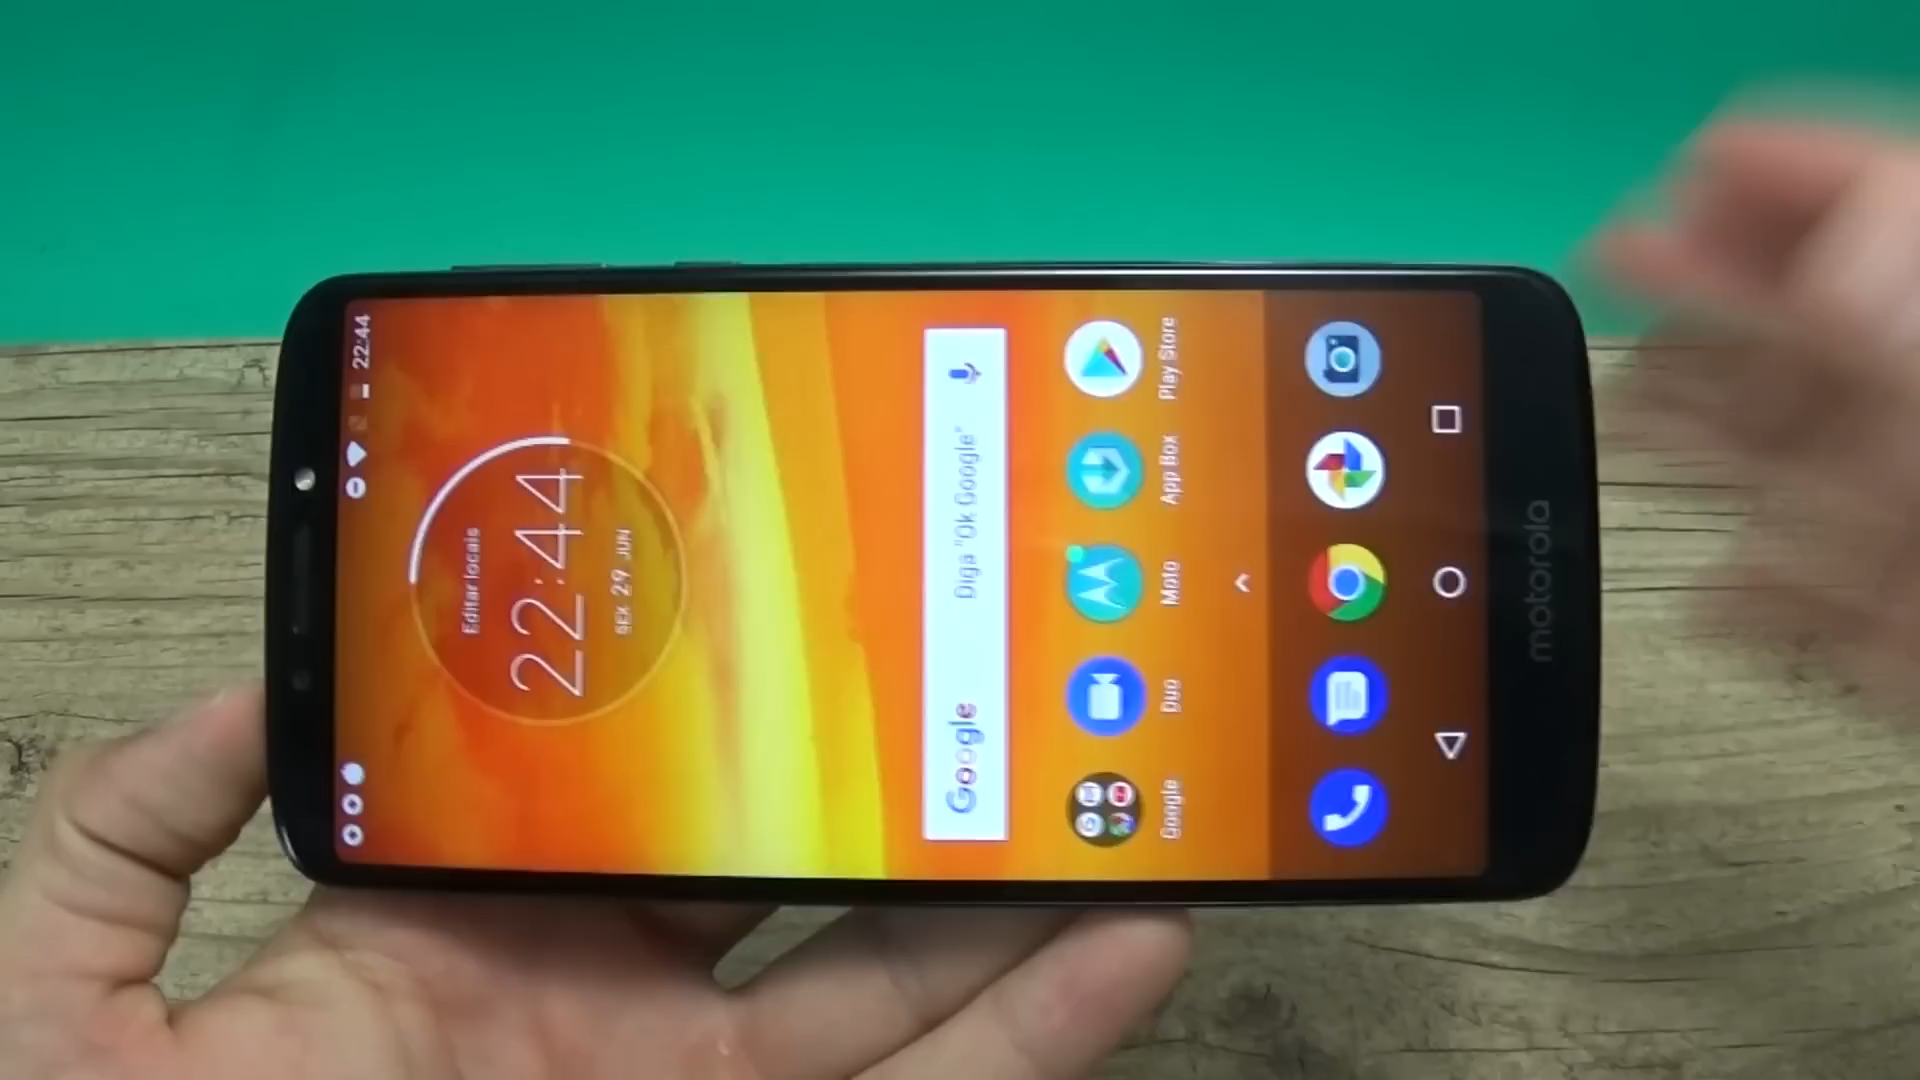 22:44
Editar locais
22:44
SEX 29 JUN
Google
Diga "Ok Google"
Google
Duo
Moto
App Box
Play Store
motorola